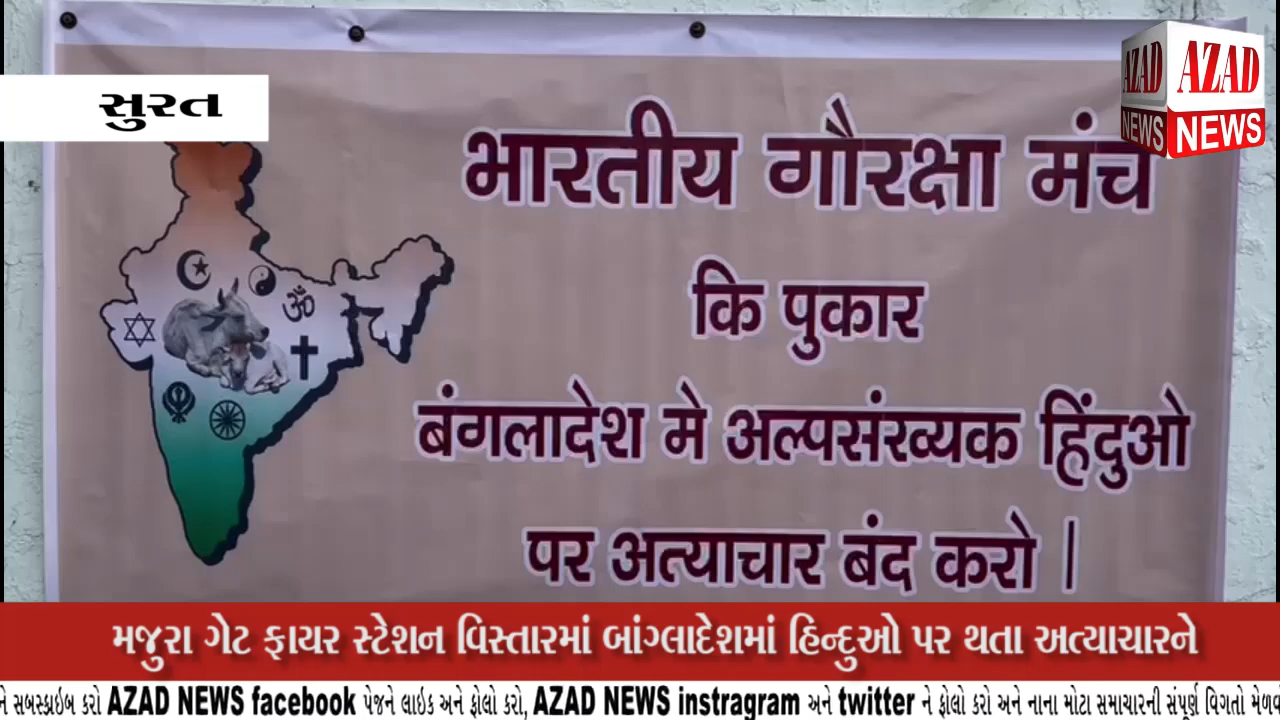 સુરત
AZAD AZAD
NEWS NEWS
भारतीय गौरक्षा मंच
कि पुकार
बंगलादेश मे अल्पसंख्यक हिंदुओ
पर अत्याचार बंद करो |
મજુરા ગેટ ફાયર સ્ટેશન વિસ્તારમાં બાંગ્લાદેશમાં હિન્દુઓ પર થતા અત્યાચારને
ને સબસ્ક્રાઇબ કરો AZAD NEWS facebook પેજને લાઇક અને ફોલો કરો, AZAD NEWS instragram અને twitter ને ફોલો કરો અને નાના મોટા સમાચારની સંપૂર્ણ વિગતો